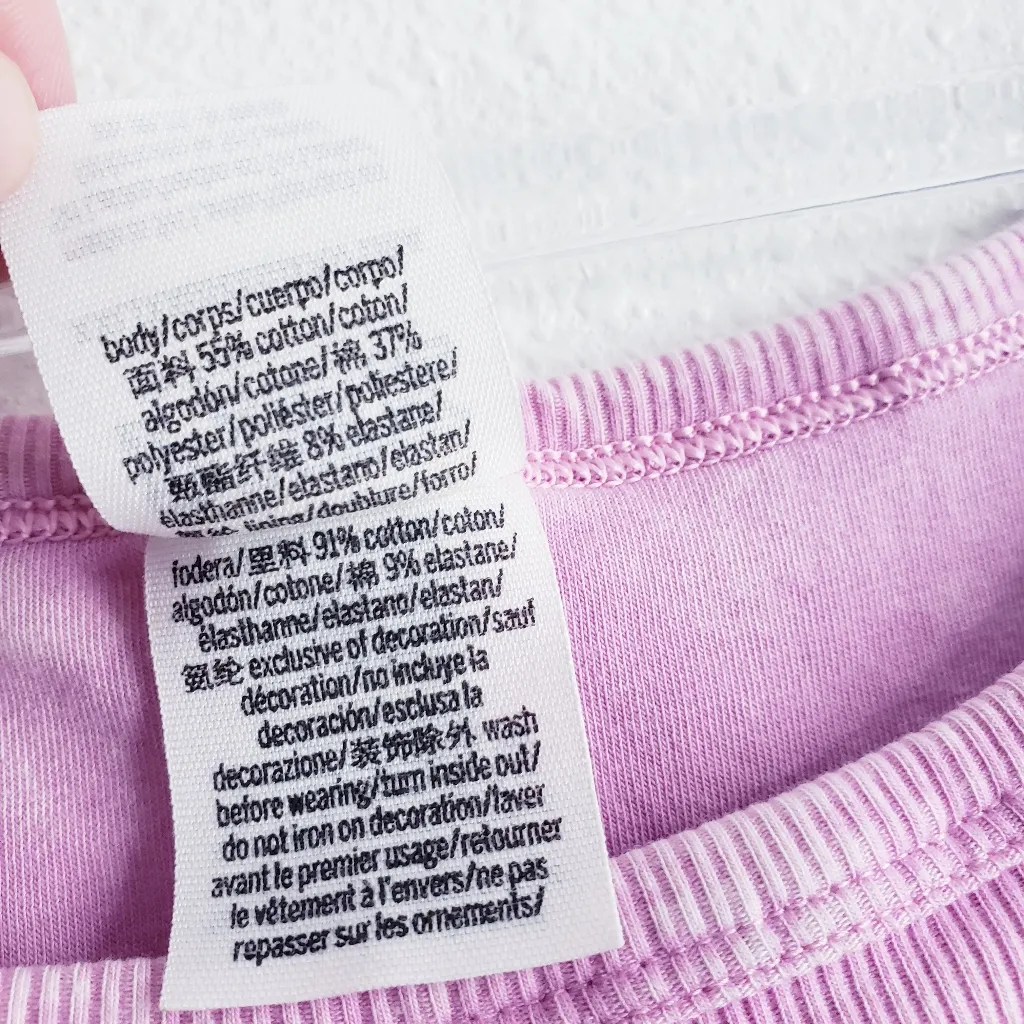 body/corps/cuerpo/corpo/
面料 55% cotton/coton/
algodón/cotone/棉 37%
polyester/poliéster/poliestere/
聚酯纤维 8% elastane/
élasthanne/elastano/elastan/
lining/doublure/forro/
fodera/里料 91% cotton/coton/
algodón/cotone/棉 9% elastane/
élasthanne/elastano/elastan/
氨纶 exclusive of decoration/sauf
décoration/no incluye la
decoración/esclusa la
decorazione/装饰除外 wash
before wearing/turn inside out/
do not iron on decoration/laver
avant le premier usage/retourner
le vêtement à l'envers/ne pas
repasser sur les ornements/